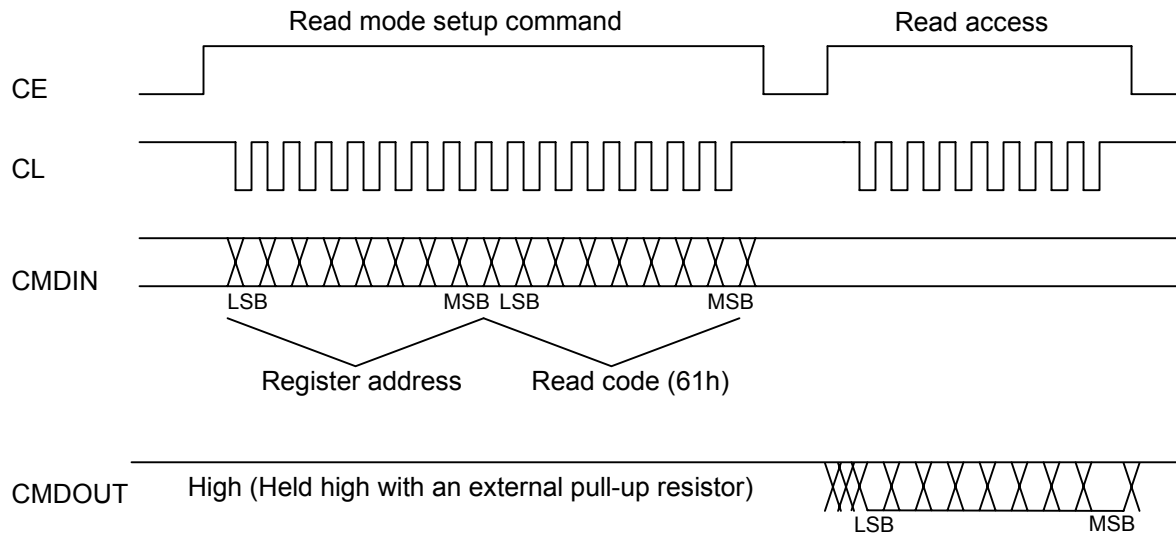 Read mode setup command
Read access
CE
CL
CMDIN
LSB MSB LSB MSB
Register address Read code (61h)
CMDOUT High (Held high with an external pull-up resistor)
LSB MSB